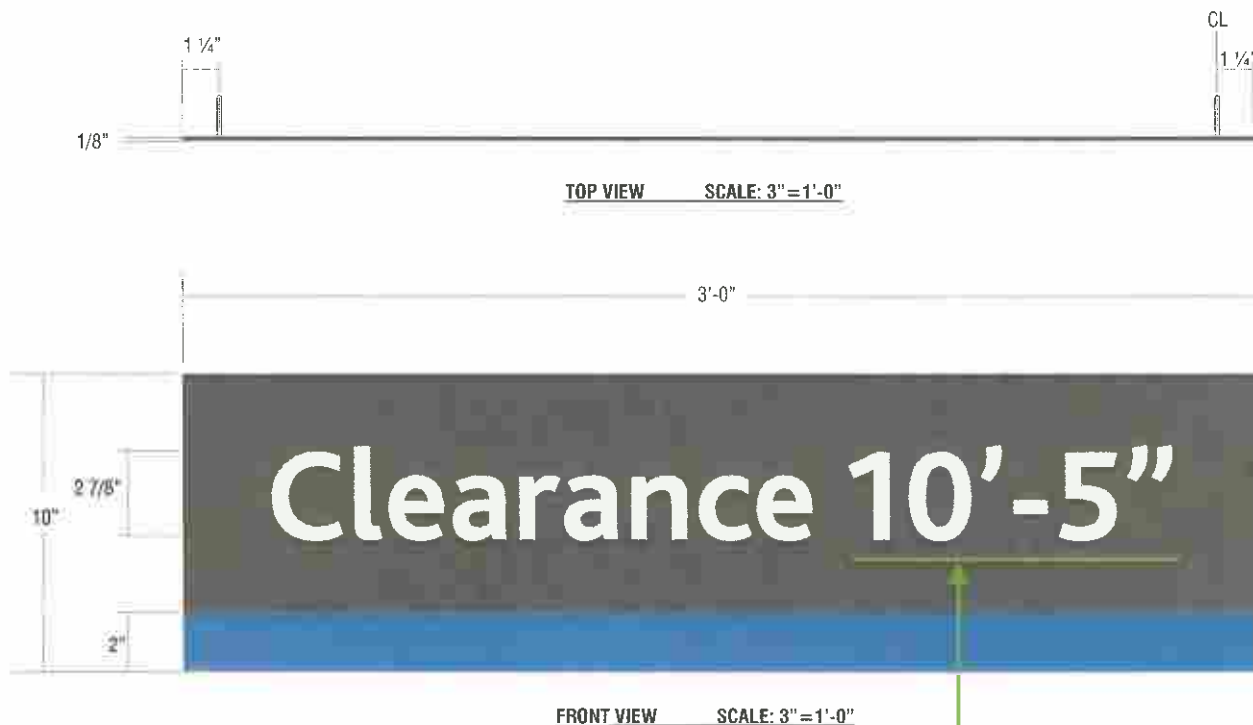 CL
1 ¼"
1 ¼"
1/8"
TOP VIEW SCALE: 3"=1'-0"
3'-0"
Clearance 10'-5"
2 7/8"
10"
2"
FRONT VIEW SCALE: 3"=1'-0"